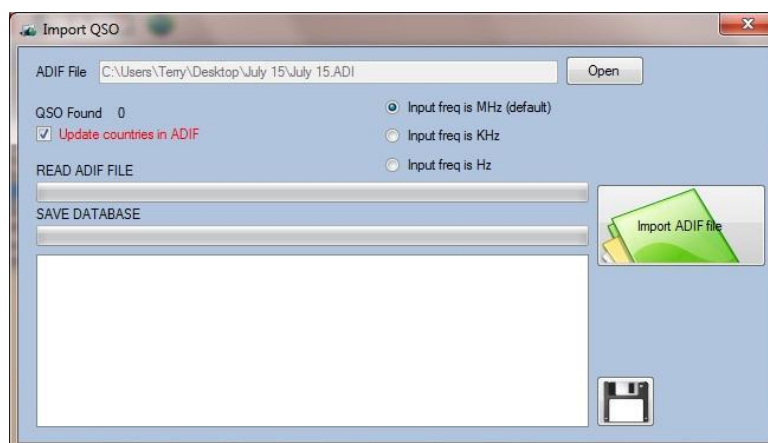 Import QSO
ADIF File C:\Users\Terry\Desktop\July 15\July 15.ADI Open
QSO Found 0
Update countries in ADIF
Input freq is MHz (default)
Input freq is KHz
Input freq is Hz
READ ADIF FILE
SAVE DATABASE
Import ADIF file